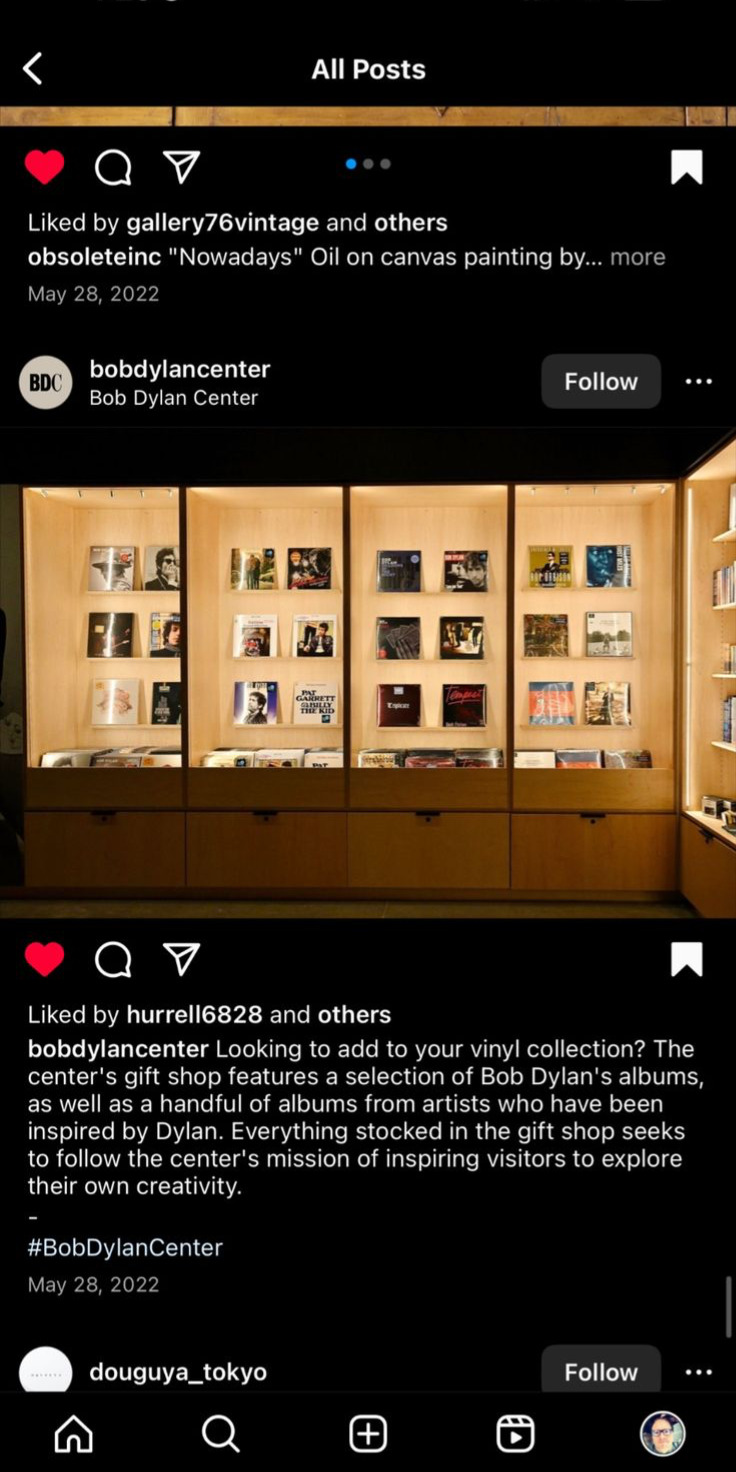 All Posts
Liked by gallery76vintage and others
obsoleteinc "Nowadays" Oil on canvas painting by... more
May 28, 2022
BDC
bobdylancenter
Bob Dylan Center
Follow
PAT
GARRETT
&BILLY
THE KID
Triplicate
Tempest
PAT
Liked by hurrell6828 and others
bobdylancenter Looking to add to your vinyl collection? The
center's gift shop features a selection of Bob Dylan's albums,
as well as a handful of albums from artists who have been
inspired by Dylan. Everything stocked in the gift shop seeks
to follow the center's mission of inspiring visitors to explore
their own creativity.
-
#BobDylanCenter
May 28, 2022
douguya_tokyo
Follow